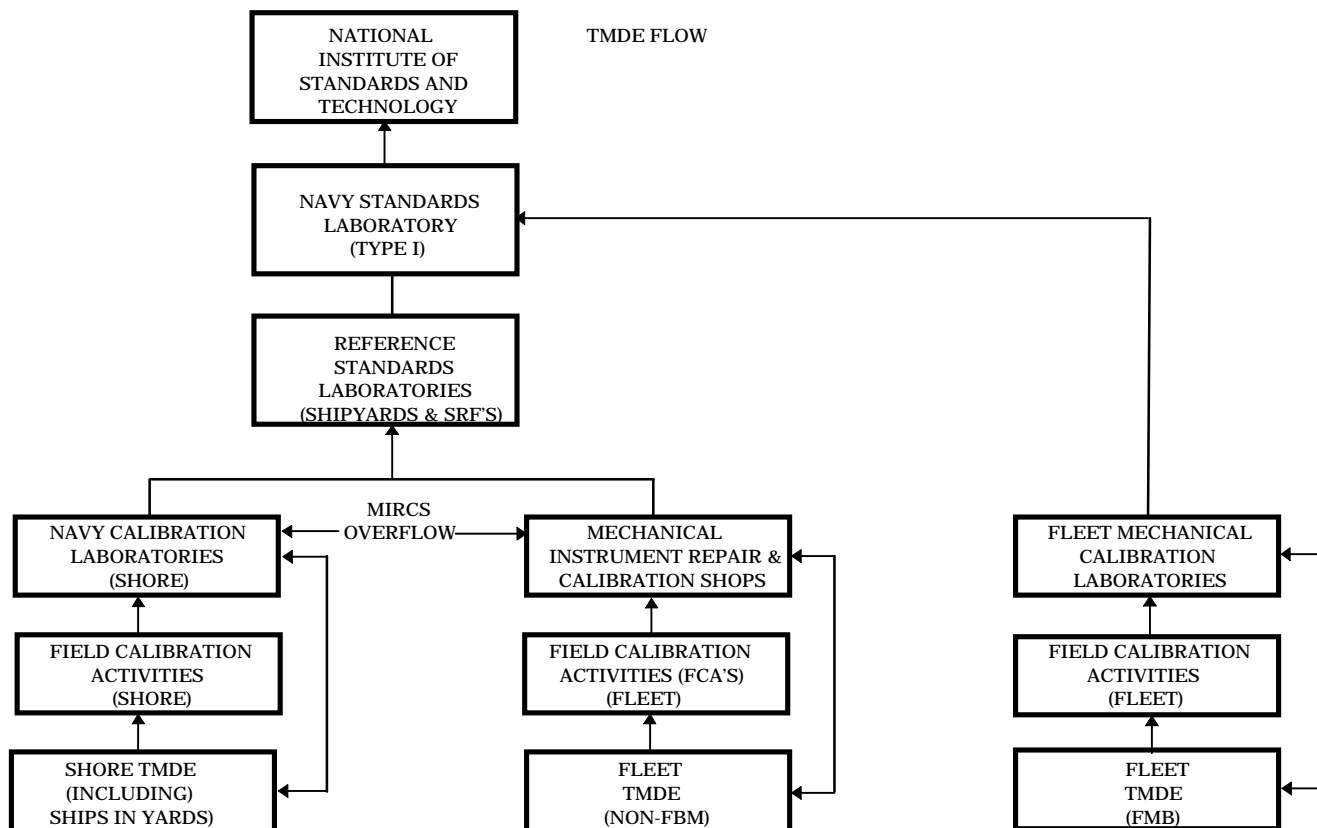 NATIONAL
INSTITUTE OF
STANDARDS AND
TECHNOLOGY
TMDE FLOW
NAVY STANDARDS
LABORATORY
(TYPE I)
REFERENCE
STANDARDS
LABORATORIES
(SHIPYARDS & SRF'S)
MIRCS
OVERFLOW
NAVY CALIBRATION
LABORATORIES
(SHORE)
MECHANICAL
INSTRUMENT REPAIR &
CALIBRATION SHOPS
FLEET MECHANICAL
CALIBRATION
LABORATORIES
FIELD CALIBRATION
ACTIVITIES
(SHORE)
FIELD CALIBRATION
ACTIVITIES (FCA'S)
(FLEET)
FIELD CALIBRATION
ACTIVITIES
(FLEET)
SHORE TMDE
(INCLUDING)
SHIPS IN YARDS)
FLEET
TMDE
(NON-FBM)
FLEET
TMDE
(FMB)